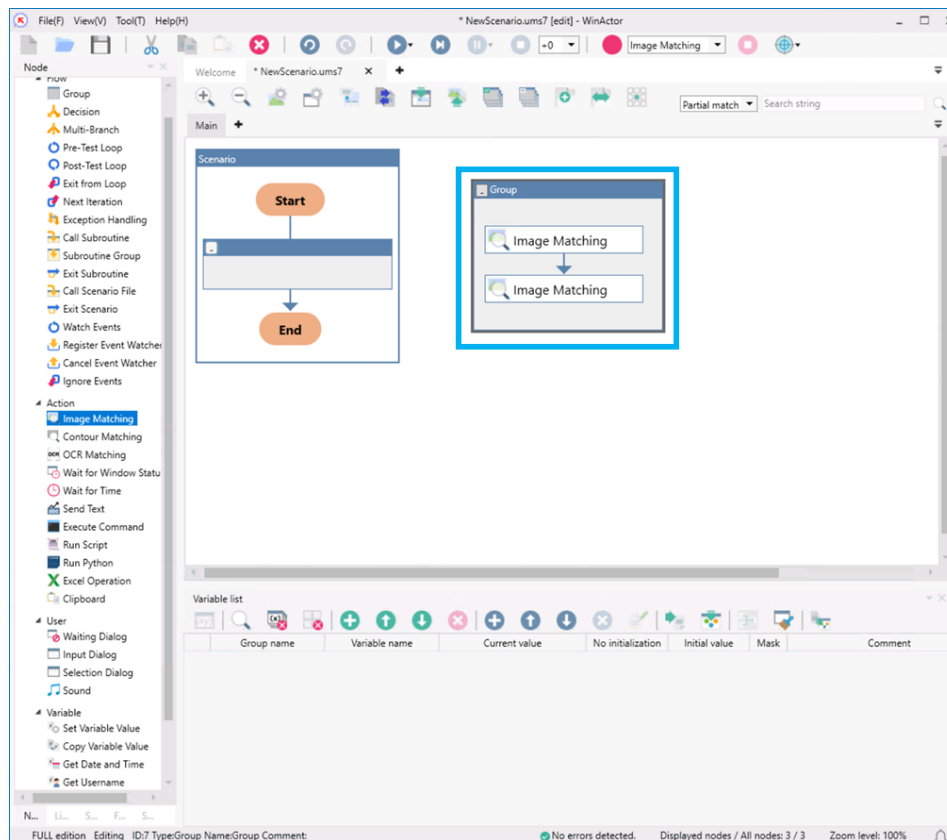 File(F) View(V) Tool(T) Help(H)
* NewScenario.ums7 [edit] - WinActor
+0
Image Matching
Node
Flow
Group
Decision
Multi-Branch
Pre-Test Loop
Post-Test Loop
Exit from Loop
Next Iteration
Exception Handling
Call Subroutine
Subroutine Group
Exit Subroutine
Call Scenario File
Exit Scenario
Watch Events
Register Event Watcher
Cancel Event Watcher
Ignore Events
Action
Image Matching
Contour Matching
OCR Matching
Wait for Window Statu
Wait for Time
Send Text
Execute Command
Run Script
Run Python
Excel Operation
Clipboard
User
Waiting Dialog
Input Dialog
Selection Dialog
Sound
Variable
Set Variable Value
Copy Variable Value
Get Date and Time
Get Username
N... Li... S... F... S...
Welcome * NewScenario.ums7
Partial match Search string
Main
Scenario
Start
End
Group
Image Matching
Image Matching
Variable list
Group name Variable name Current value No initialization Initial value Mask Comment
FULL edition Editing ID:7 Type:Group Name:Group Comment: No errors detected. Displayed nodes / All nodes: 3 / 3 Zoom level: 100%